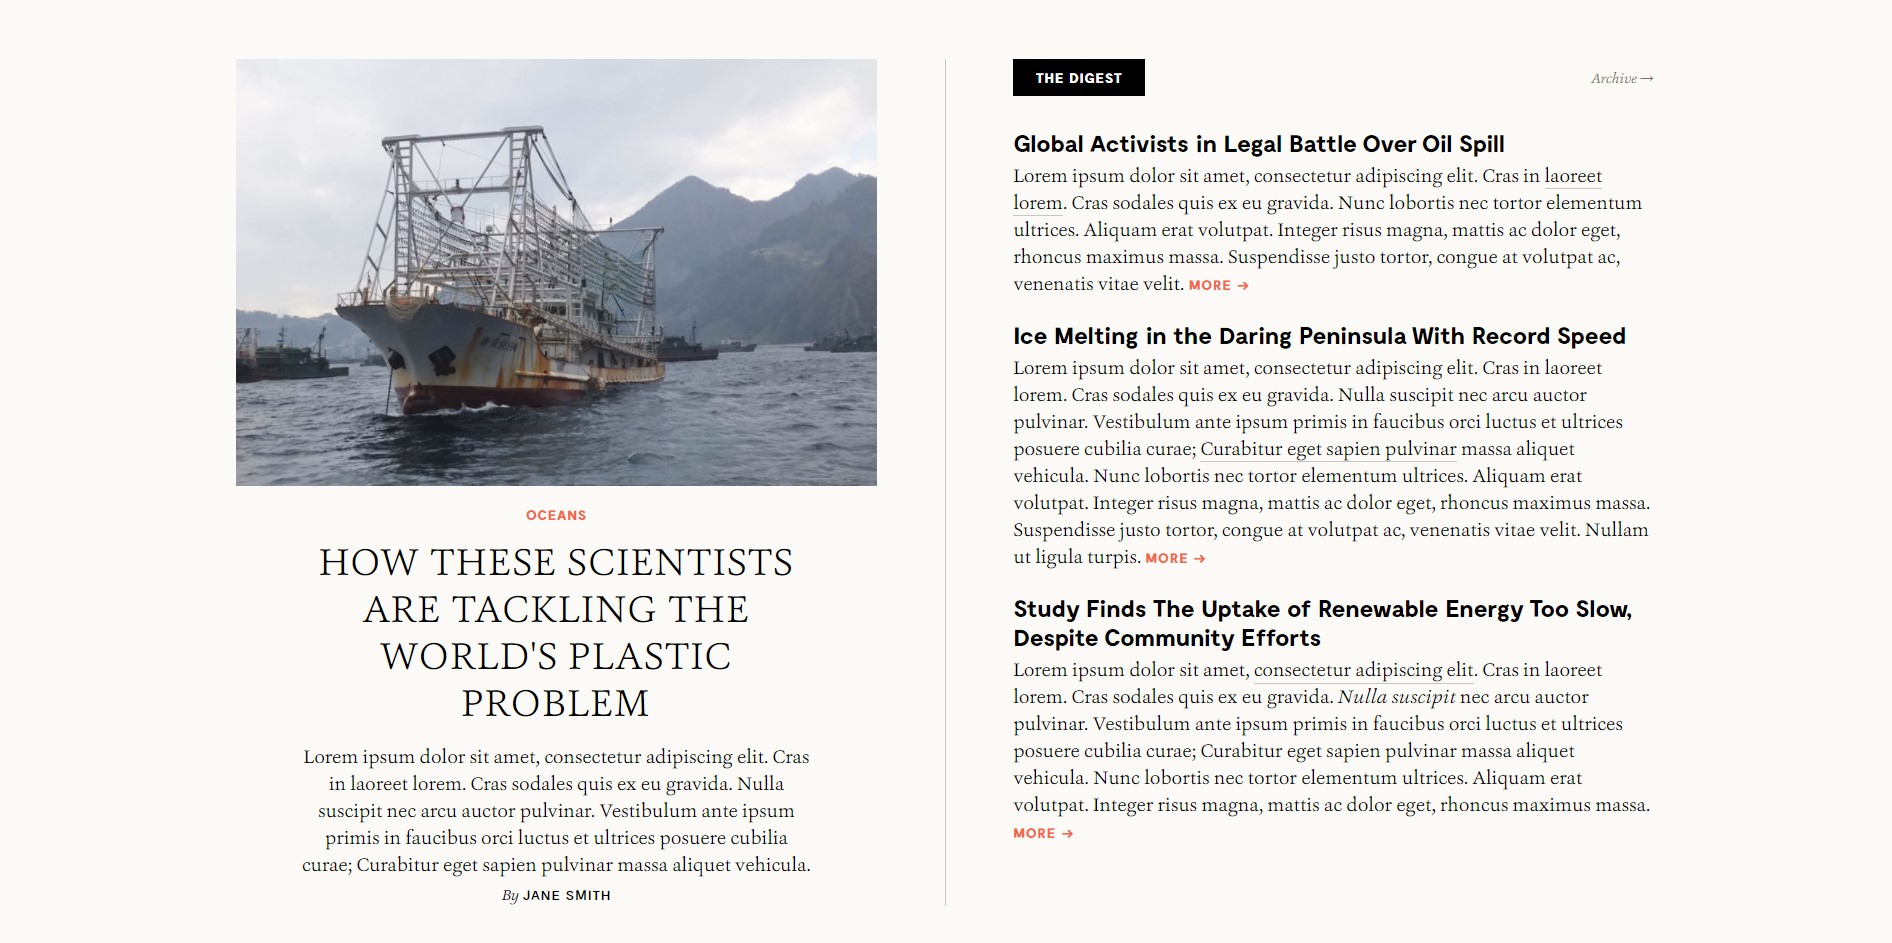 OCEANS
HOW THESE SCIENTISTS
ARE TACKLING THE
WORLD'S PLASTIC
PROBLEM
Lorem ipsum dolor sit amet, consectetur adipiscing elit. Cras
in laoreet lorem. Cras sodales quis ex eu gravida. Nulla
suscipit nec arcu auctor pulvinar. Vestibulum ante ipsum
primis in faucibus orci luctus et ultrices posuere cubilia
curae; Curabitur eget sapien pulvinar massa aliquet vehicula.
By JANE SMITH
THE DIGEST
Archive →
Global Activists in Legal Battle Over Oil Spill
Lorem ipsum dolor sit amet, consectetur adipiscing elit. Cras in laoreet
lorem. Cras sodales quis ex eu gravida. Nunc lobortis nec tortor elementum
ultrices. Aliquam erat volutpat. Integer risus magna, mattis ac dolor eget,
rhoncus maximus massa. Suspendisse justo tortor, congue at volutpat ac,
venenatis vitae velit. MORE →
Ice Melting in the Daring Peninsula With Record Speed
Lorem ipsum dolor sit amet, consectetur adipiscing elit. Cras in laoreet
lorem. Cras sodales quis ex eu gravida. Nulla suscipit nec arcu auctor
pulvinar. Vestibulum ante ipsum primis in faucibus orci luctus et ultrices
posuere cubilia curae; Curabitur eget sapien pulvinar massa aliquet
vehicula. Nunc lobortis nec tortor elementum ultrices. Aliquam erat
volutpat. Integer risus magna, mattis ac dolor eget, rhoncus maximus massa.
Suspendisse justo tortor, congue at volutpat ac, venenatis vitae velit. Nullam
ut ligula turpis. MORE →
Study Finds The Uptake of Renewable Energy Too Slow,
Despite Community Efforts
Lorem ipsum dolor sit amet, consectetur adipiscing elit. Cras in laoreet
lorem. Cras sodales quis ex eu gravida. Nulla suscipit nec arcu auctor
pulvinar. Vestibulum ante ipsum primis in faucibus orci luctus et ultrices
posuere cubilia curae; Curabitur eget sapien pulvinar massa aliquet
vehicula. Nunc lobortis nec tortor elementum ultrices. Aliquam erat
volutpat. Integer risus magna, mattis ac dolor eget, rhoncus maximus massa.
MORE →